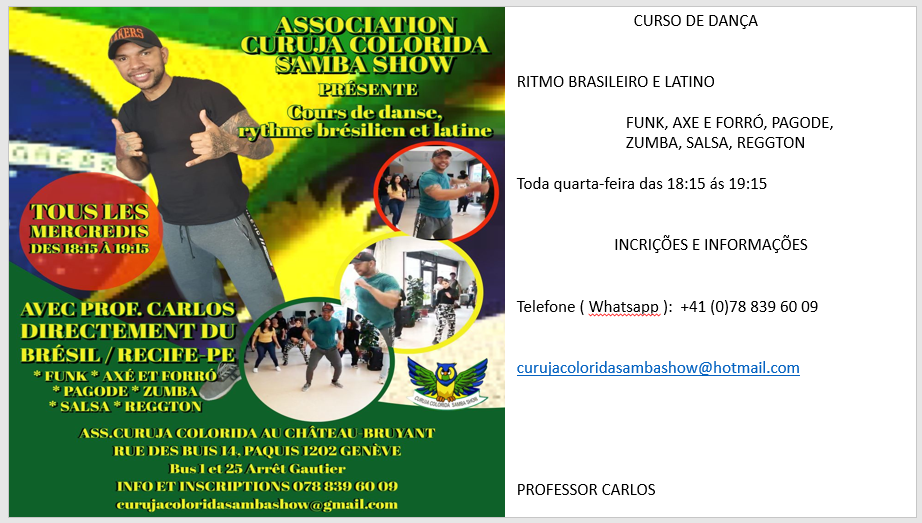 ASSOCIATION
CURUJA COLORIDA
SAMBA SHOW
PRÉSENTE
Cours de danse,
rythme brésilien et latine
TOUS LES
MERCREDIS
DES 18:15 À 19:15
AVEC PROF. CARLOS
DIRECTEMENT DU
BRÉSIL / RECIFE-PE
* FUNK * AXÉ ET FORRÓ
* PAGODE * ZUMBA
* SALSA * REGGTON
CURUJA COLORIDA SAMBA SHOW
ASS.CURUJA COLORIDA AU CHÂTEAU-BRUYANT
RUE DES BUIS 14, PAQUIS 1202 GENÈVE
Bus 1 et 25 Arrêt Gautier
INFO ET INSCRIPTIONS 078 839 60 09
curujacoloridasambashow@gmail.com
CURSO DE DANÇA
RITMO BRASILEIRO E LATINO
FUNK, AXE E FORRÓ, PAGODE,
ZUMBA, SALSA, REGGTON
Toda quarta-feira das 18:15 ás 19:15
INCRIÇÕES E INFORMAÇÕES
Telefone ( Whatsapp ): +41 (0)78 839 60 09
curujacoloridasambashow@hotmail.com
PROFESSOR CARLOS